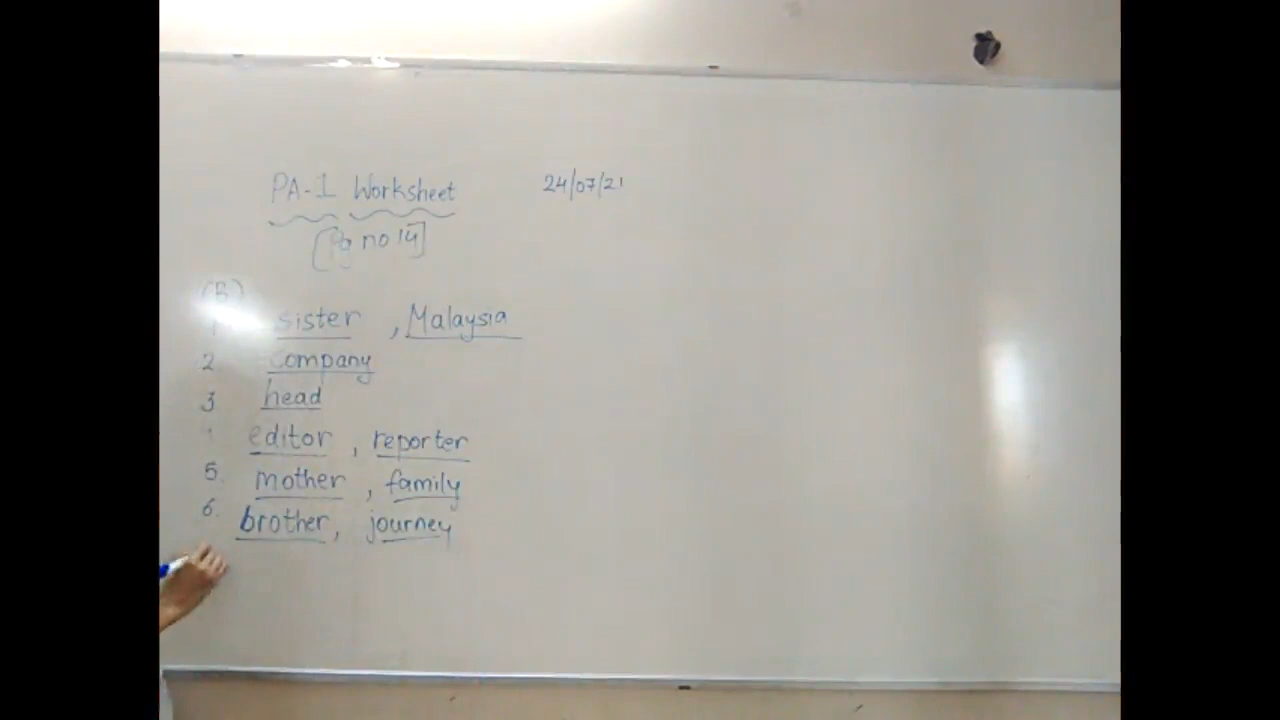 PA-1 Worksheet 24/07/21
[Pg no 14]
(B)
1 sister , Malaysia
2 company
3 head
editor , reporter
5. mother , family
6. brother, journey